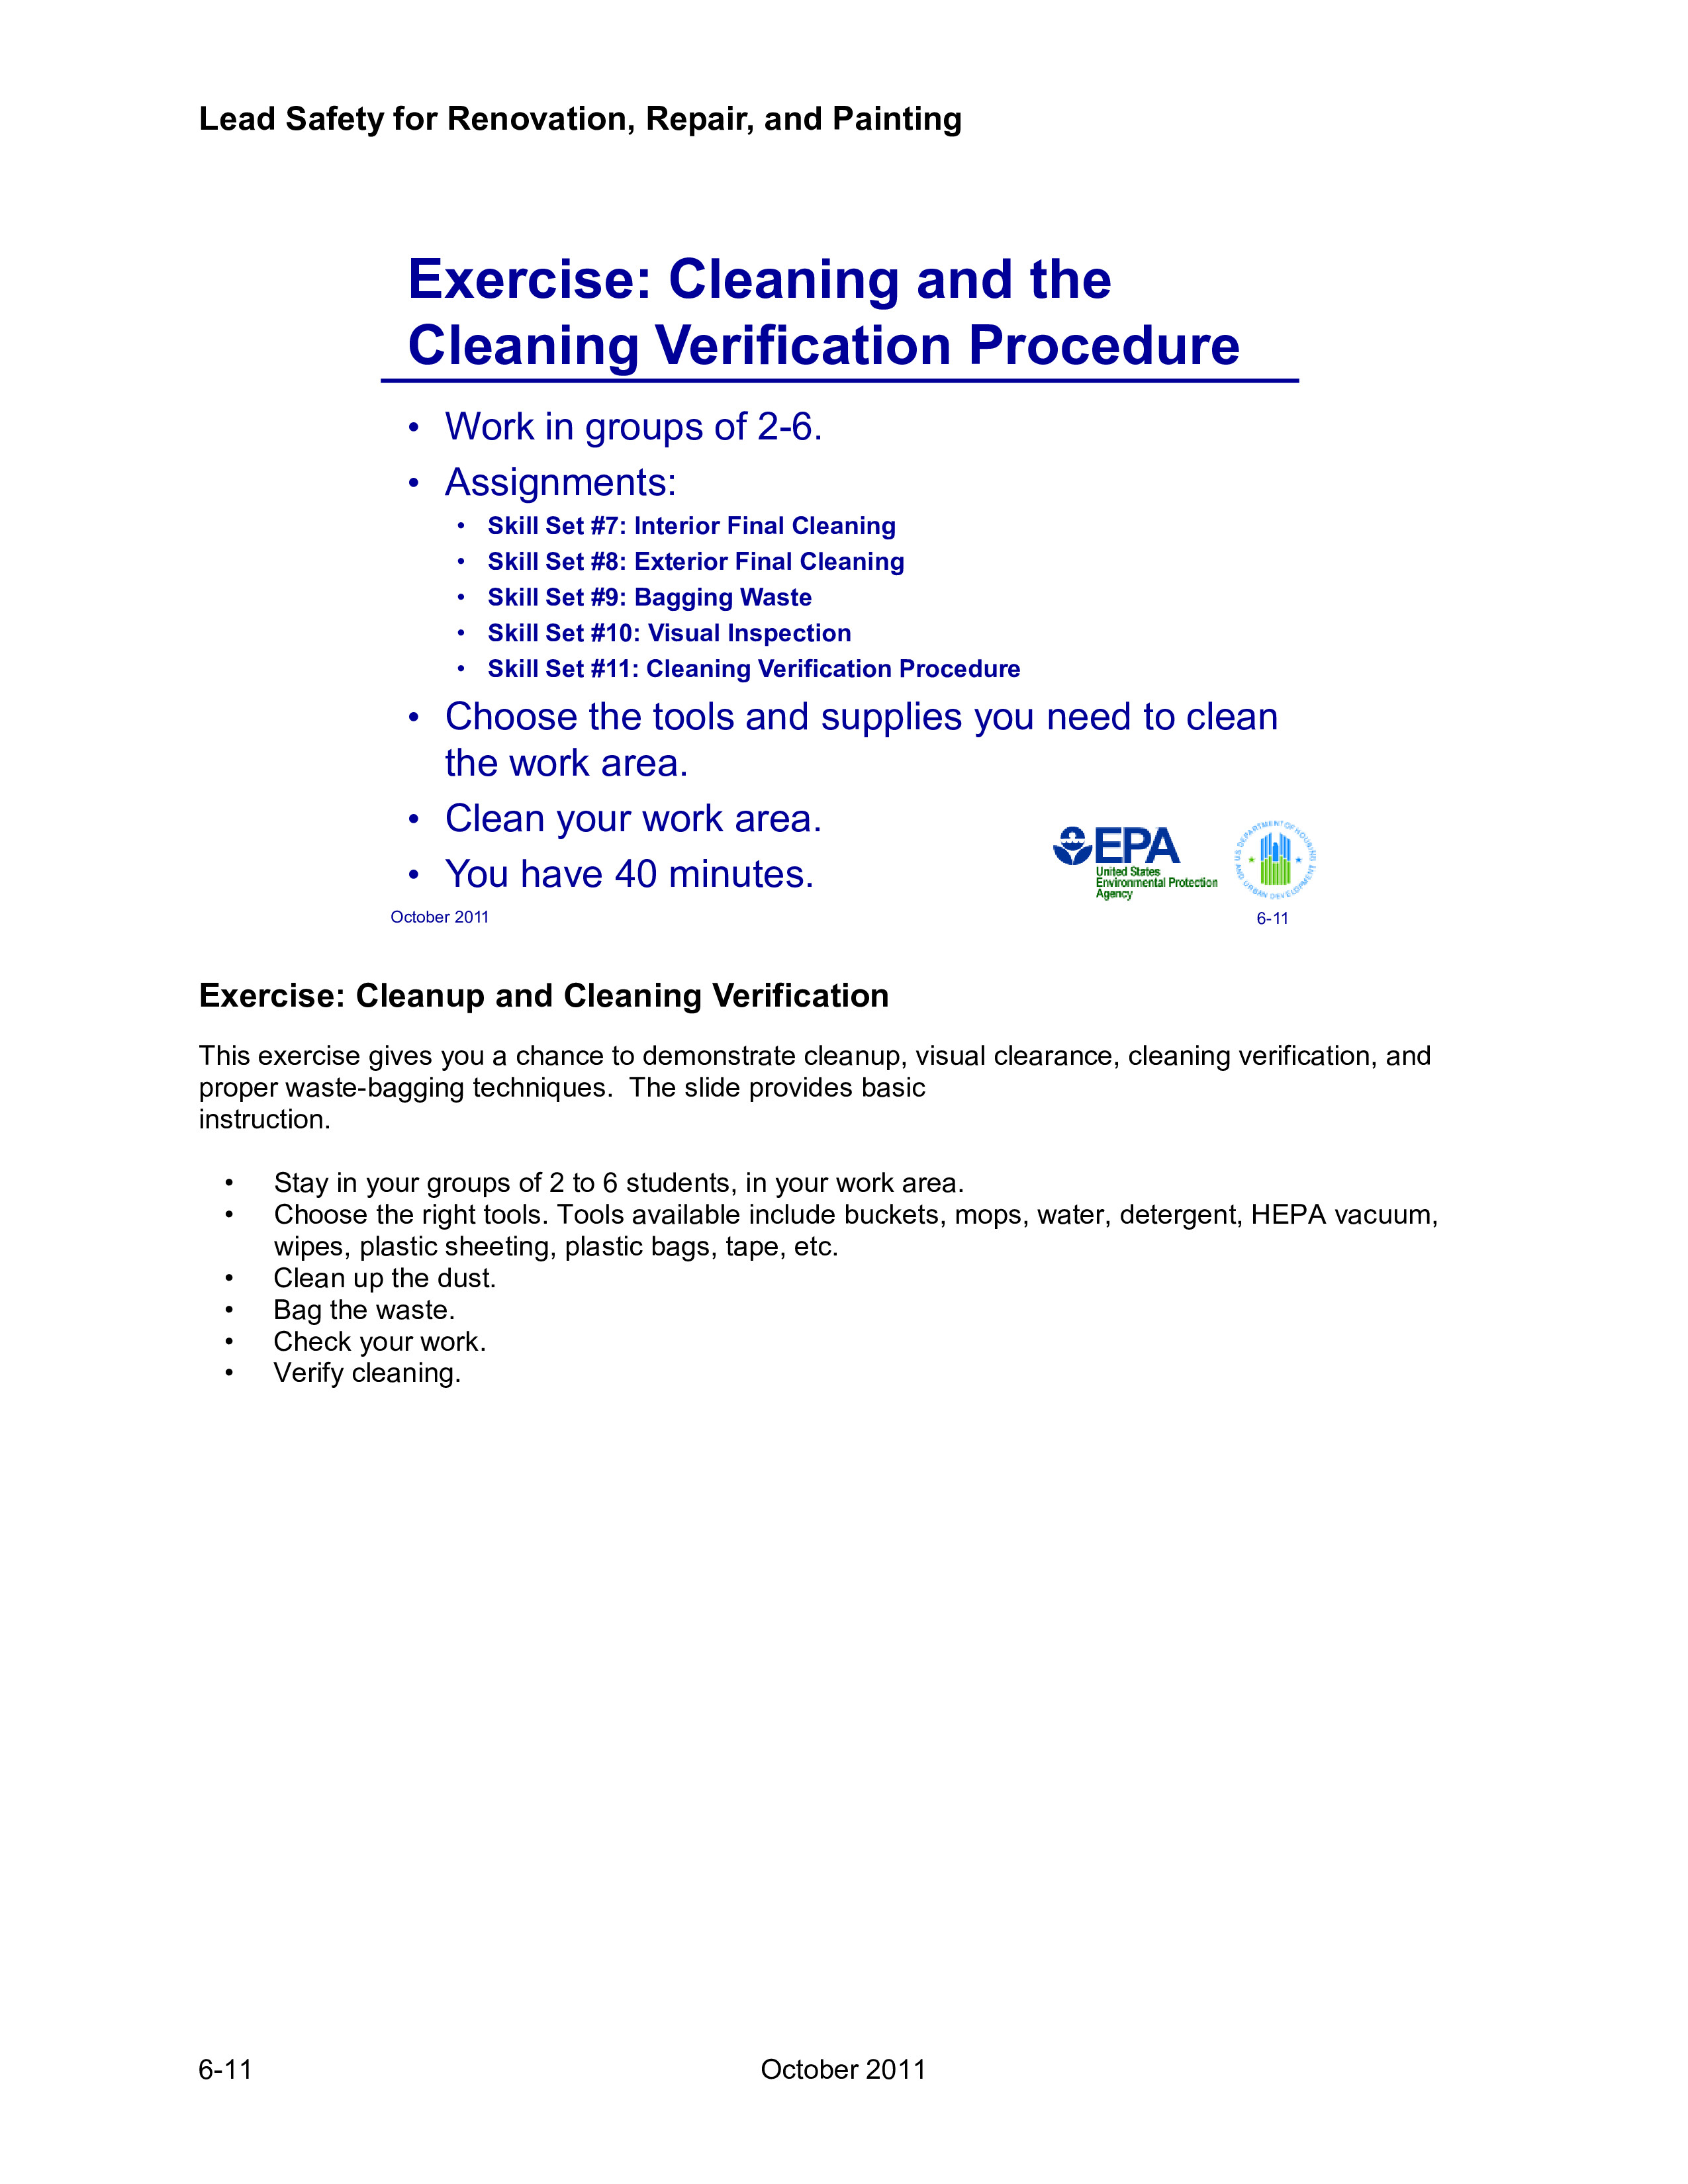 Lead Safety for Renovation, Repair, and Painting
Exercise: Cleaning and the
Cleaning Verification Procedure
• Work in groups of 2-6.
• Assignments:
• Skill Set #7: Interior Final Cleaning
• Skill Set #8: Exterior Final Cleaning
• Skill Set #9: Bagging Waste
• Skill Set #10: Visual Inspection
• Skill Set #11: Cleaning Verification Procedure
• Choose the tools and supplies you need to clean
the work area.
• Clean your work area.
• You have 40 minutes.
EPA
United States
Environmental Protection
Agency
U.S. DEPARTMENT OF HOUSING AND URBAN DEVELOPMENT
October 2011
6-11
Exercise: Cleanup and Cleaning Verification
This exercise gives you a chance to demonstrate cleanup, visual clearance, cleaning verification, and
proper waste-bagging techniques.  The slide provides basic
instruction.
• Stay in your groups of 2 to 6 students, in your work area.
• Choose the right tools. Tools available include buckets, mops, water, detergent, HEPA vacuum,
wipes, plastic sheeting, plastic bags, tape, etc.
• Clean up the dust.
• Bag the waste.
• Check your work.
• Verify cleaning.
6-11
October 2011